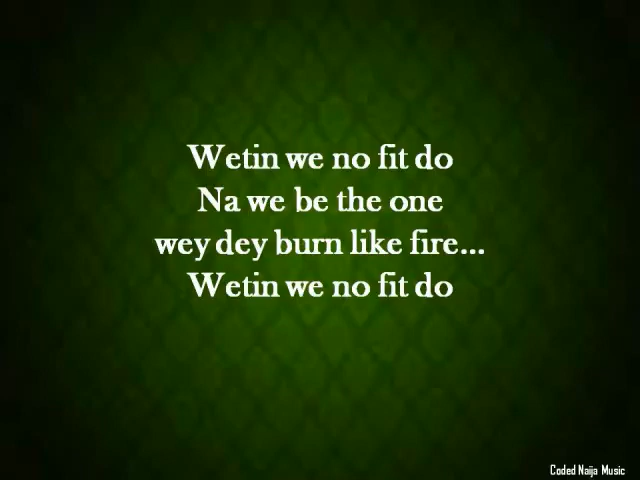 Wetin we no fit do
Na we be the one
wey dey burn like fire...
Wetin we no fit do
Coded Naija Music